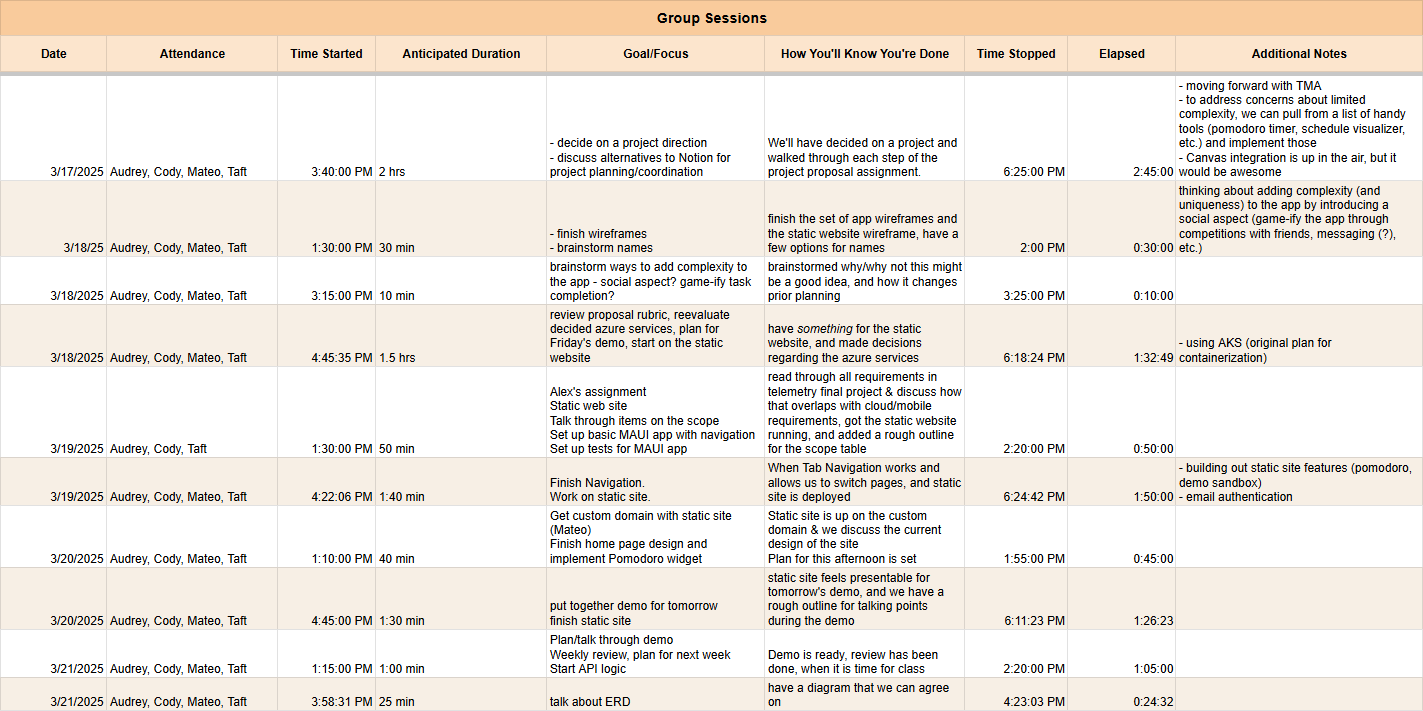 Group Sessions
Date Attendance Time Started Anticipated Duration Goal/Focus How You'll Know You're Done Time Stopped Elapsed Additional Notes
3/17/2025
Audrey, Cody, Mateo, Taft
3:40:00 PM
2 hrs
- decide on a project direction
- discuss alternatives to Notion for
project planning/coordination
We'll have decided on a project and
walked through each step of the
project proposal assignment.
6:25:00 PM
2:45:00
- moving forward with TMA
- to address concerns about limited
complexity, we can pull from a list of handy
tools (pomodoro timer, schedule visualizer,
etc.) and implement those
- Canvas integration is up in the air, but it
would be awesome
3/18/25
Audrey, Cody, Mateo, Taft
1:30:00 PM
30 min
- finish wireframes
- brainstorm names
finish the set of app wireframes and
the static website wireframe, have a
few options for names
2:00 PM
0:30:00
thinking about adding complexity (and
uniqueness) to the app by introducing a
social aspect (game-ify the app through
competitions with friends, messaging (?),
etc.)
3/18/2025
Audrey, Cody, Mateo, Taft
3:15:00 PM
10 min
brainstorm ways to add complexity to
the app - social aspect? game-ify task
completion?
brainstormed why/why not this might
be a good idea, and how it changes
prior planning
3:25:00 PM
0:10:00
3/18/2025
Audrey, Cody, Mateo, Taft
4:45:35 PM
1.5 hrs
review proposal rubric, reevaluate
decided azure services, plan for
Friday's demo, start on the static
website
have something for the static
website, and made decisions
regarding the azure services
6:18:24 PM
1:32:49
- using AKS (original plan for
containerization)
3/19/2025
Audrey, Cody, Taft
1:30:00 PM
50 min
Alex's assignment
Static web site
Talk through items on the scope
Set up basic MAUI app with navigation
Set up tests for MAUI app
read through all requirements in
telemetry final project & discuss how
that overlaps with cloud/mobile
requirements, got the static website
running, and added a rough outline
for the scope table
2:20:00 PM
0:50:00
3/19/2025
Audrey, Cody, Mateo, Taft
4:22:06 PM
1:40 min
Finish Navigation.
Work on static site.
When Tab Navigation works and
allows us to switch pages, and static
site is deployed
6:24:42 PM
1:50:00
- building out static site features (pomodoro,
demo sandbox)
- email authentication
3/20/2025
Audrey, Cody, Mateo, Taft
1:10:00 PM
40 min
Get custom domain with static site
(Mateo)
Finish home page design and
implement Pomodoro widget
Static site is up on the custom
domain & we discuss the current
design of the site
Plan for this afternoon is set
1:55:00 PM
0:45:00
3/20/2025
Audrey, Cody, Mateo, Taft
4:45:00 PM
1:30 min
put together demo for tomorrow
finish static site
static site feels presentable for
tomorrow's demo, and we have a
rough outline for talking points
during the demo
6:11:23 PM
1:26:23
3/21/2025
Audrey, Cody, Mateo, Taft
1:15:00 PM
1:00 min
Plan/talk through demo
Weekly review, plan for next week
Start API logic
Demo is ready, review has been
done, when it is time for class
2:20:00 PM
1:05:00
3/21/2025
Audrey, Cody, Mateo, Taft
3:58:31 PM
25 min
talk about ERD
have a diagram that we can agree
on
4:23:03 PM
0:24:32